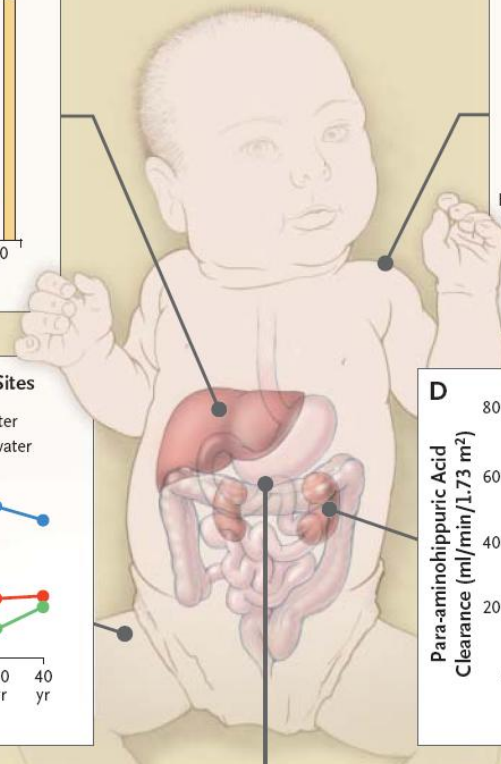 0
Sites
ter
water
0
40
r
yr
D
Para-aminohippuric Acid
Clearance (ml/min/1.73 m²)
80
60
40
20